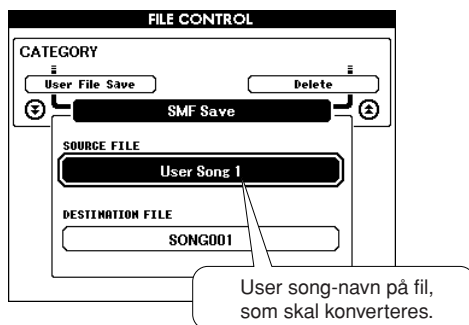 FILE CONTROL
CATEGORY
User File Save
Delete
SMF Save
SOURCE FILE
User Song 1
DESTINATION FILE
SONG001
User song-navn på fil,
som skal konverteres.